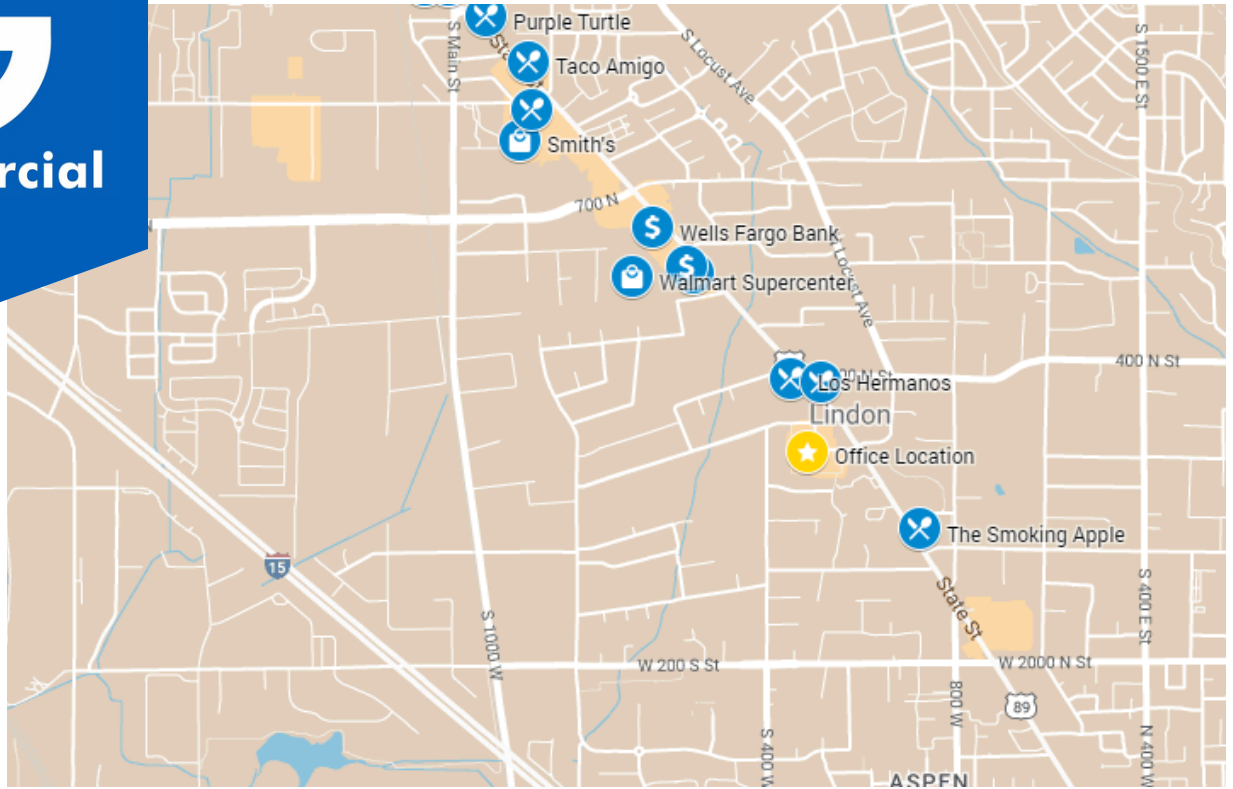 Purple Turtle
S Main St
S Locust Ave
S 1500 E St
Taco Amigo
Smith's
rcial
700 N
Wells Fargo Bank
N
Walmart Supercenter
Locust Ave
400 N St
Los Hermanos
Lindon
Office Location
The Smoking Apple
15
State St
S 400 E St
S 1000 W
W 200 S St
W 2000 N St
800 W
89
S 400 W
N 400 W
ASPEN